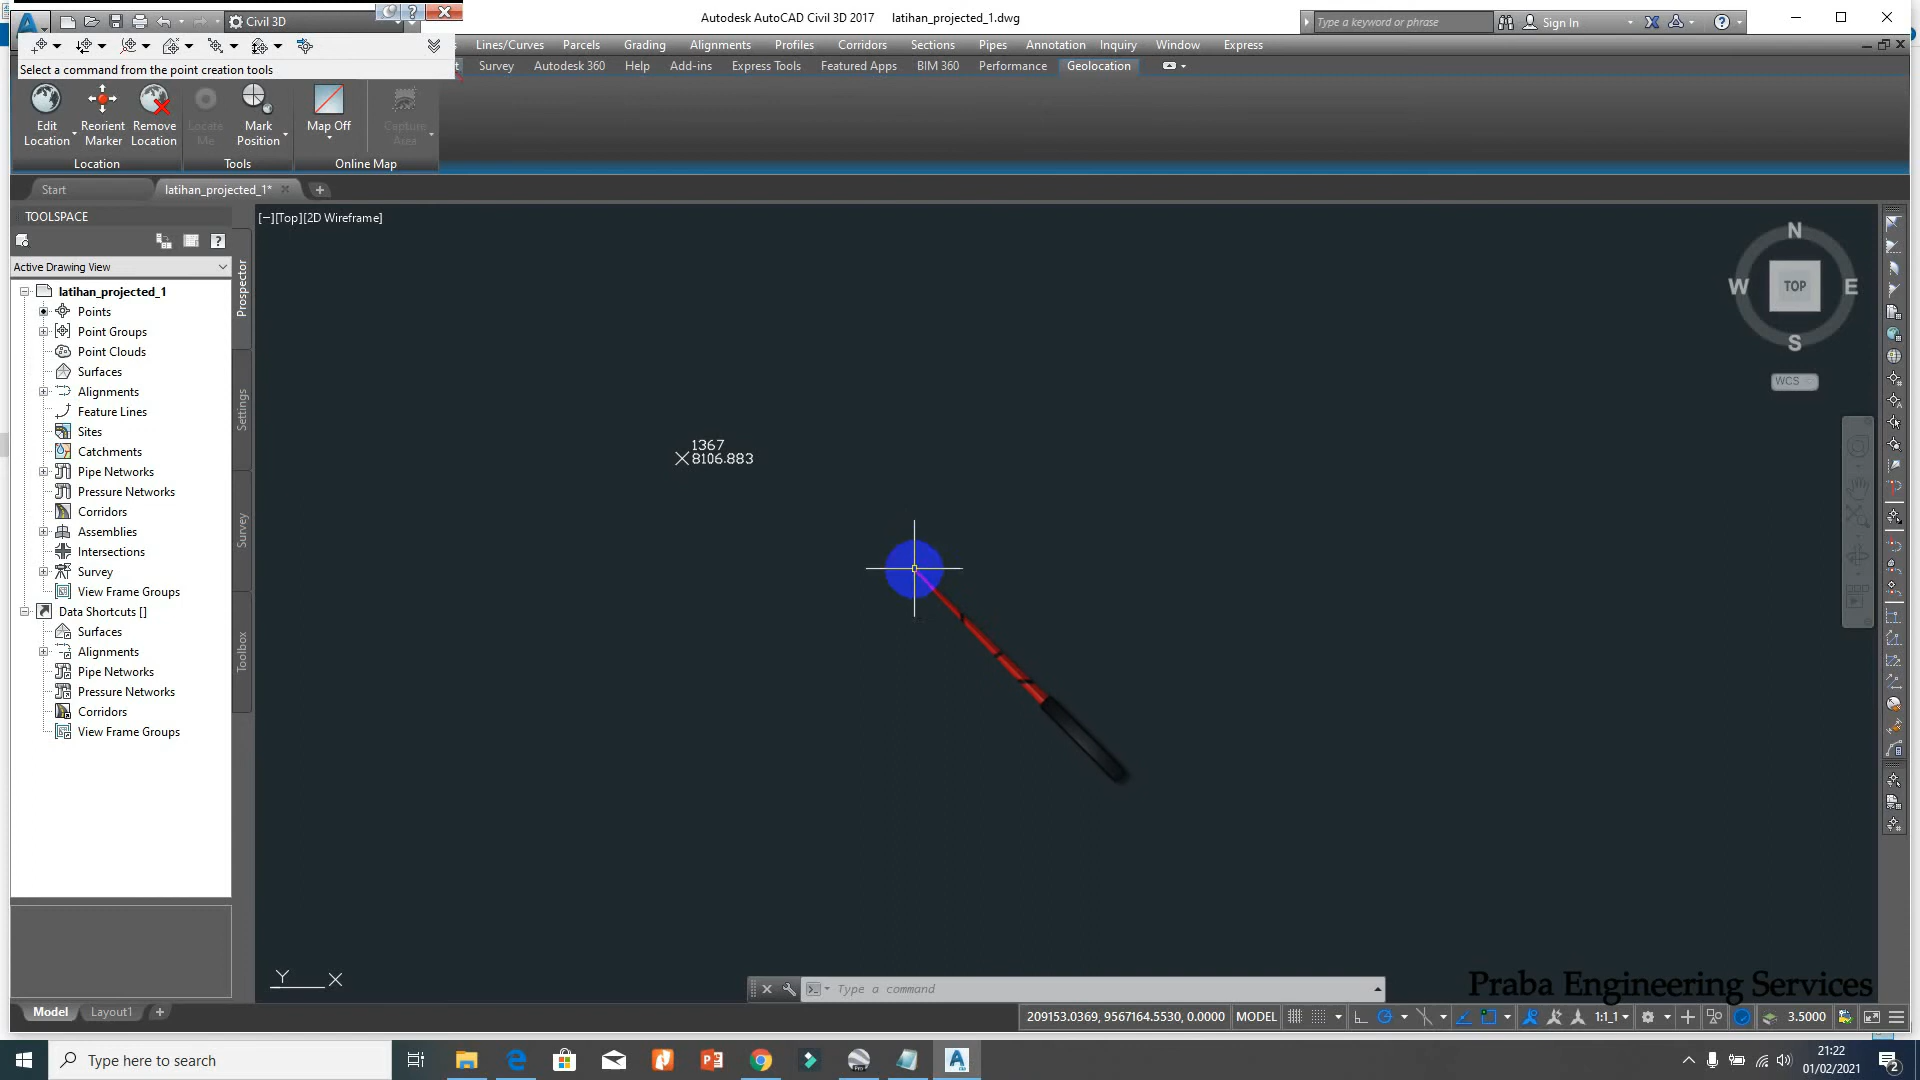 Civil 3D
Autodesk AutoCAD Civil 3D 2017 latihan_projected_1.dwg
Type a keyword or phrase
Sign In
Lines/Curves Parcels Grading Alignments Profiles Corridors Sections Pipes Annotation Inquiry Window Express
Select a command from the point creation tools
Survey Autodesk 360 Help Add-ins Express Tools Featured Apps BIM 360 Performance Geolocation
Edit Location
Reorient Marker
Remove Location
Locate Me
Mark Position
Map Off
Capture Area
Location
Tools
Online Map
Start
latihan_projected_1*
TOOLSPACE
[−][Top][2D Wireframe]
Active Drawing View
latihan_projected_1
Points
Point Groups
Point Clouds
Surfaces
Alignments
Feature Lines
Sites
Catchments
Pipe Networks
Pressure Networks
Corridors
Assemblies
Intersections
Survey
View Frame Groups
Data Shortcuts []
Surfaces
Alignments
Pipe Networks
Pressure Networks
Corridors
View Frame Groups
Prospector
Settings
Survey
Toolbox
N
W
TOP
E
S
WCS
1367
8106.883
Y
X
Type a command
Praba Engineering Services
Model
Layout1
209153.0369, 9567164.5530, 0.0000
MODEL
1:1_1
3.5000
Type here to search
21:22
01/02/2021
2